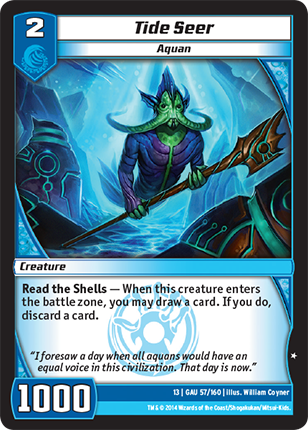 2
Tide Seer
Aquan
Creature
Read the Shells — When this creature enters
the battle zone, you may draw a card. If you do,
discard a card.
“I foresaw a day when all aquans would have an
equal voice in this civilization. That day is now.”
1000
13 | GAU 57/160 | illus. William Coyner
TM & © 2014 Wizards of the Coast/Shogakukan/Mitsui-Kids.